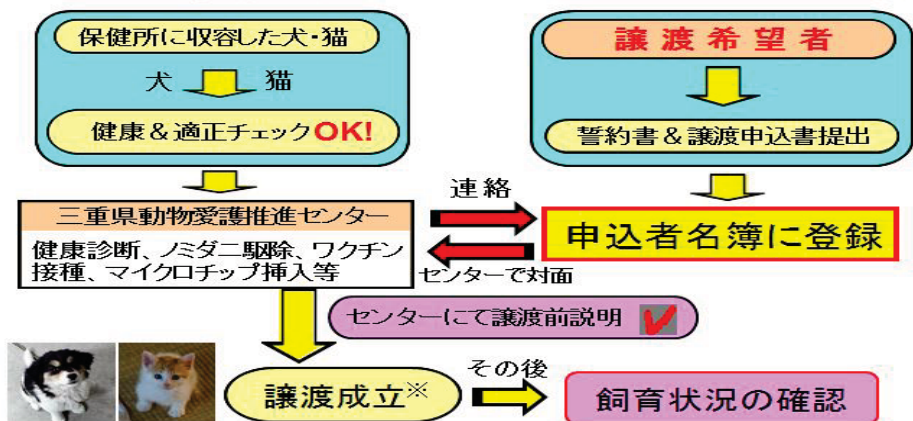 保健所に収容した犬・猫
犬 猫
健康＆適正チェックOK!
譲渡希望者
誓約書＆譲渡申込書提出
三重県動物愛護推進センター
健康診断、ノミダニ駆除、ワクチン
接種、マイクロチップ挿入等
連絡
センターで対面
申込者名簿に登録
センターにて譲渡前説明
譲渡成立※
その後
飼育状況の確認